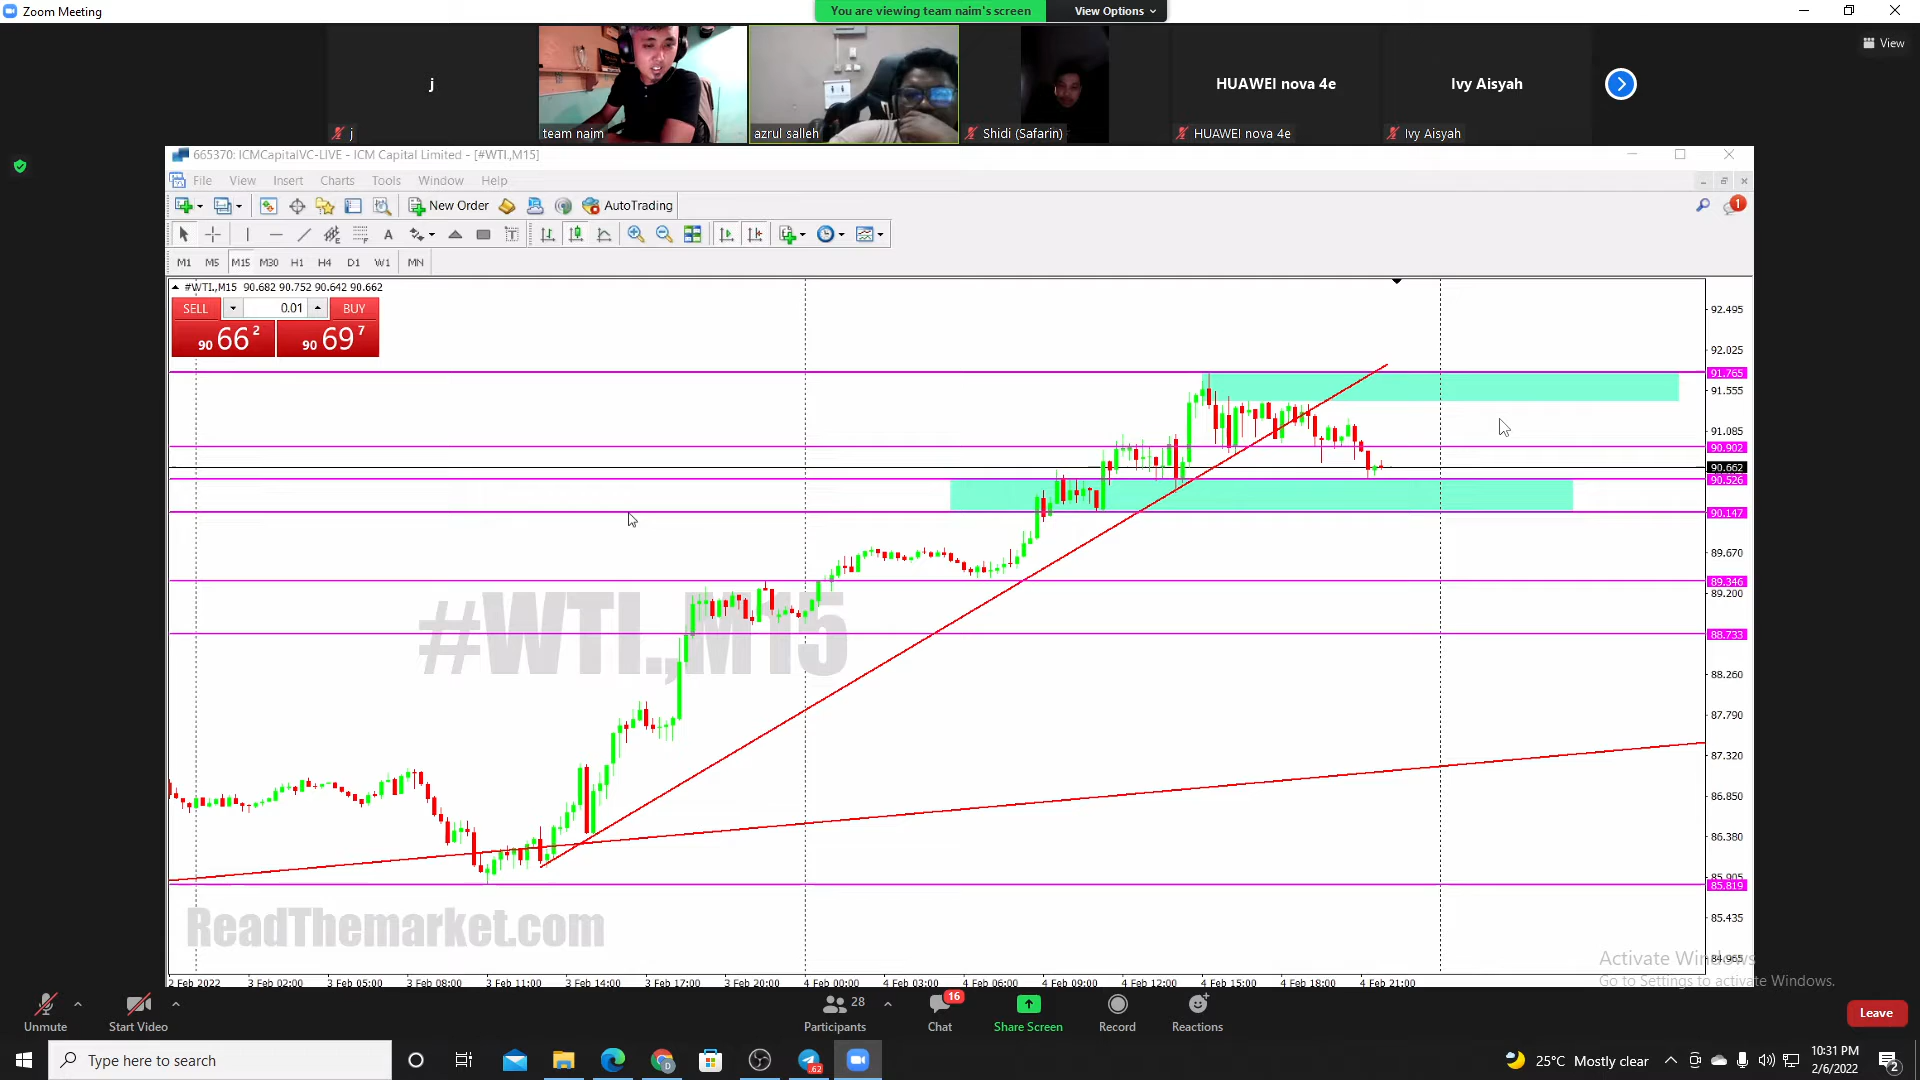 Zoom Meeting
You are viewing team naim's screen
View Options
View
j
HUAWEI nova 4e
Ivy Aisyah
j
team naim
azrul salleh
Shidi (Safarin)
HUAWEI nova 4e
Ivy Aisyah
665370: ICMCapitalVC-LIVE - ICM Capital Limited - [#WTI.,M15]
File View Insert Charts Tools Window Help
New Order
AutoTrading
1
A
T
M1 M5 M15 M30 H1 H4 D1 W1 MN
#WTI.,M15 90.682 90.752 90.642 90.662
SELL 0.01 BUY
90 66 2 90 69 7
92.495
92.025
91.765
91.555
91.085
90.902
90.662
90.526
90.147
89.670
89.346
89.200
88.733
88.260
87.790
87.320
86.850
86.380
85.905
85.819
85.435
84.965
#WTI.,M15
ReadThemarket.com
Activate Windows
Go to Settings to activate Windows.
2 Feb 2022 3 Feb 02:00 3 Feb 05:00 3 Feb 08:00 3 Feb 11:00 3 Feb 14:00 3 Feb 17:00 3 Feb 20:00 4 Feb 00:00 4 Feb 03:00 4 Feb 06:00 4 Feb 09:00 4 Feb 12:00 4 Feb 15:00 4 Feb 18:00 4 Feb 21:00
28
16
Unmute
Start Video
Participants
Chat
Share Screen
Record
Reactions
Leave
Type here to search
D
62
25°C Mostly clear
10:31 PM
2/6/2022
2